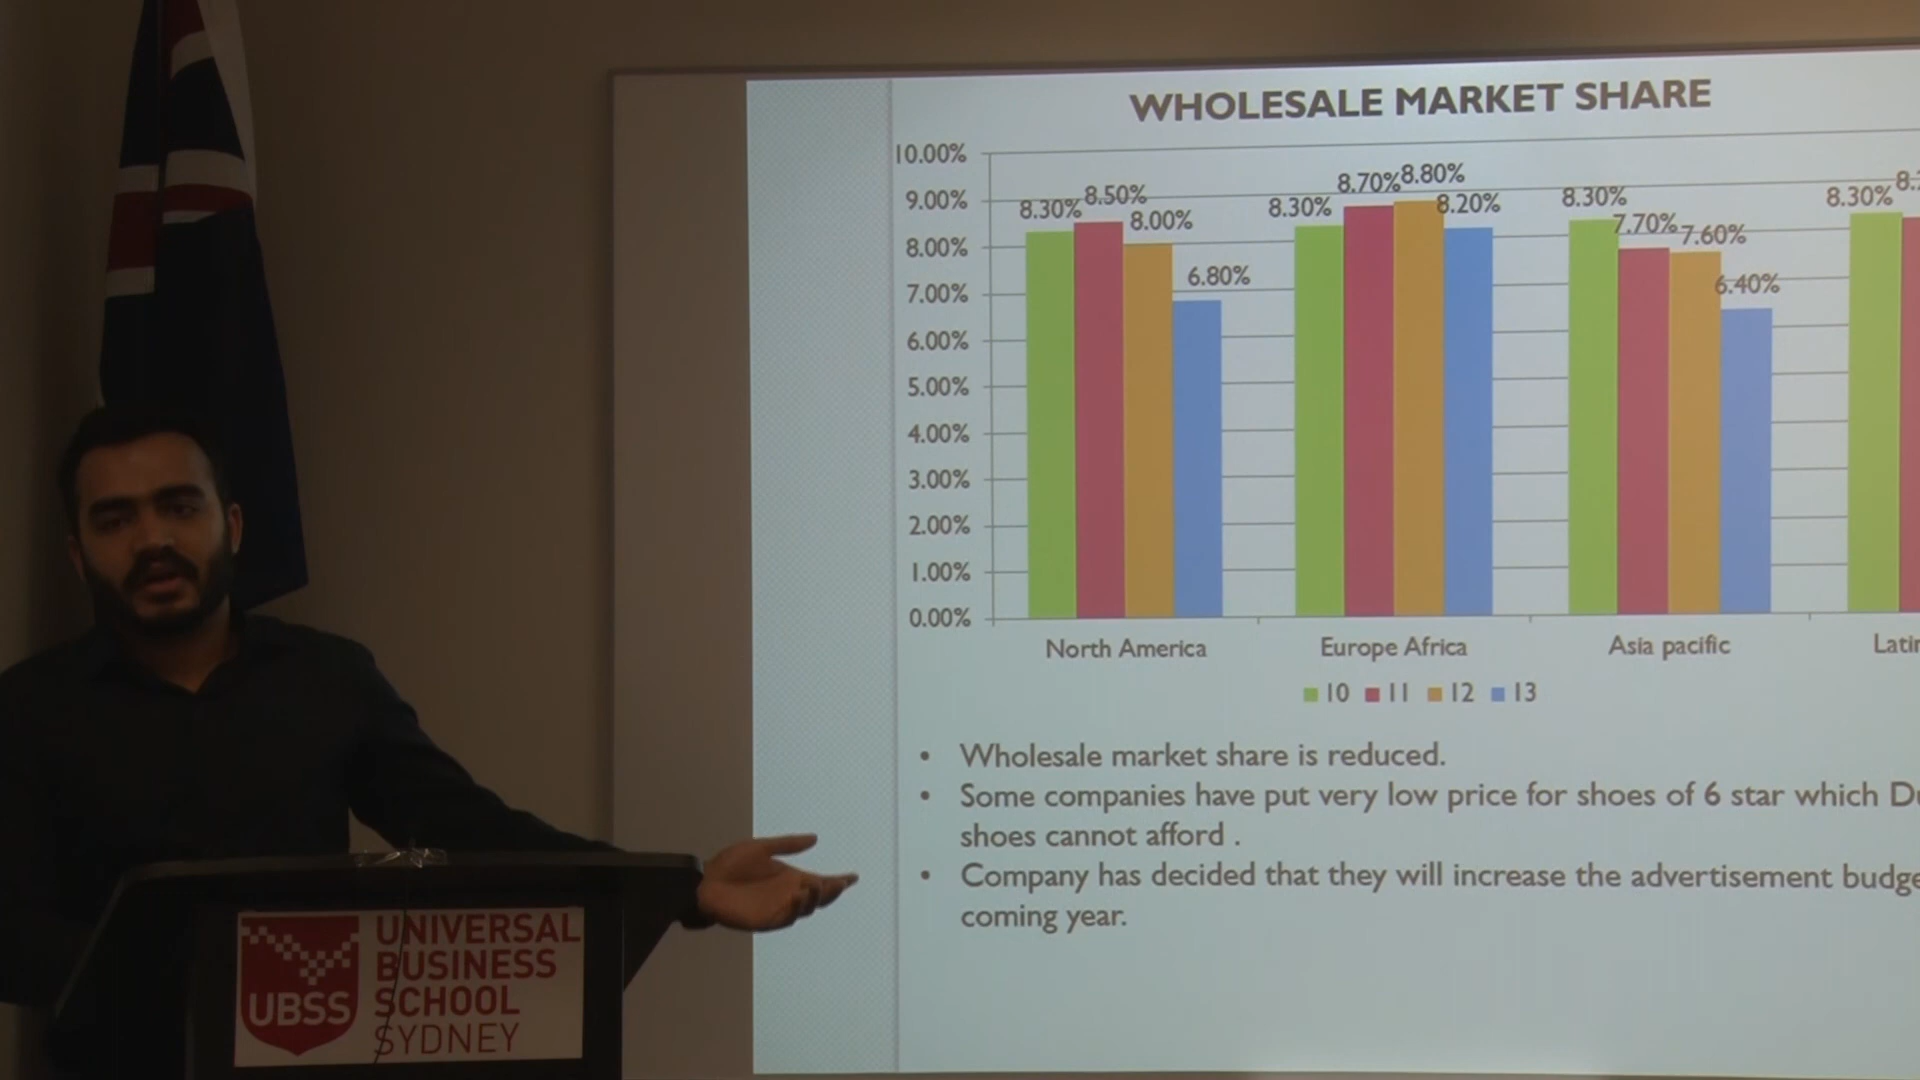 WHOLESALE MARKET SHARE
10.00%
9.00%
8.00%
7.00%
6.00%
5.00%
4.00%
3.00%
2.00%
1.00%
0.00%
8.30% 8.50% 8.00% 6.80%
8.30% 8.70% 8.80% 8.20%
8.30% 7.70% 7.60% 6.40%
8.30%
North America Europe Africa Asia pacific
10 11 12 13
• Wholesale market share is reduced.
• Some companies have put very low price for shoes of 6 star which
shoes cannot afford .
• Company has decided that they will increase the advertisement
coming year.
UBSS
UNIVERSAL
BUSINESS
SCHOOL
SYDNEY